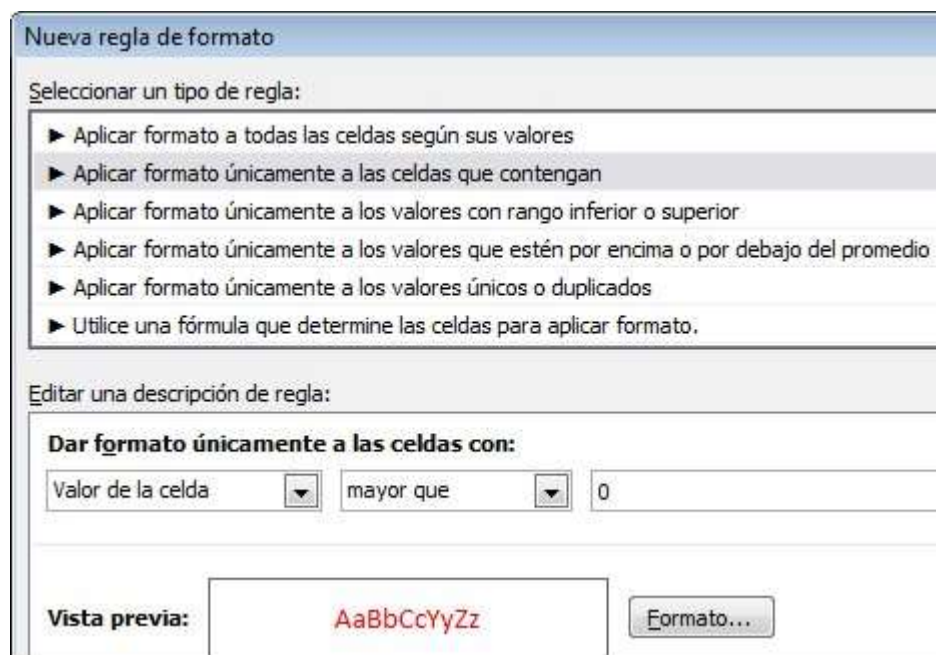 Nueva regla de formato
Seleccionar un tipo de regla:
► Aplicar formato a todas las celdas según sus valores
► Aplicar formato únicamente a las celdas que contengan
► Aplicar formato únicamente a los valores con rango inferior o superior
► Aplicar formato únicamente a los valores que estén por encima o por debajo del promedio
► Aplicar formato únicamente a los valores únicos o duplicados
► Utilice una fórmula que determine las celdas para aplicar formato.
Editar una descripción de regla:
Dar formato únicamente a las celdas con:
Valor de la celda mayor que 0
Vista previa: AaBbCcYyZz Formato...